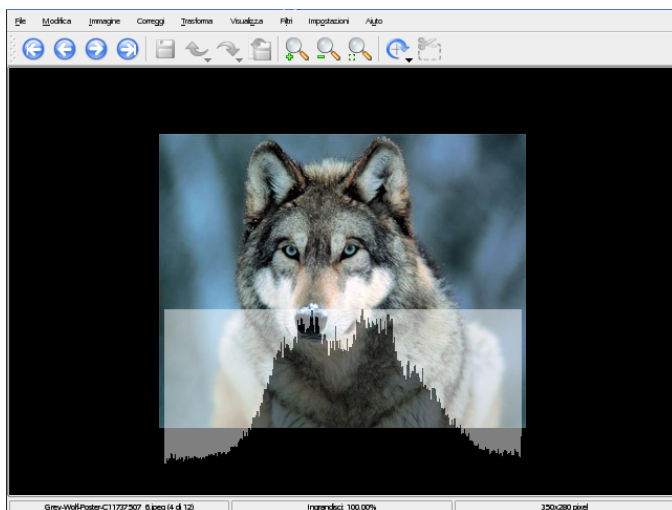 File Modifica Immagine Correggi Trasforma Visualizza Filtri Impostazioni Aiuto
Grey-Wolf-Poster-C11737507_6.jpeg (4 di 12) Ingrandisci: 100.00% 350x280 pixel